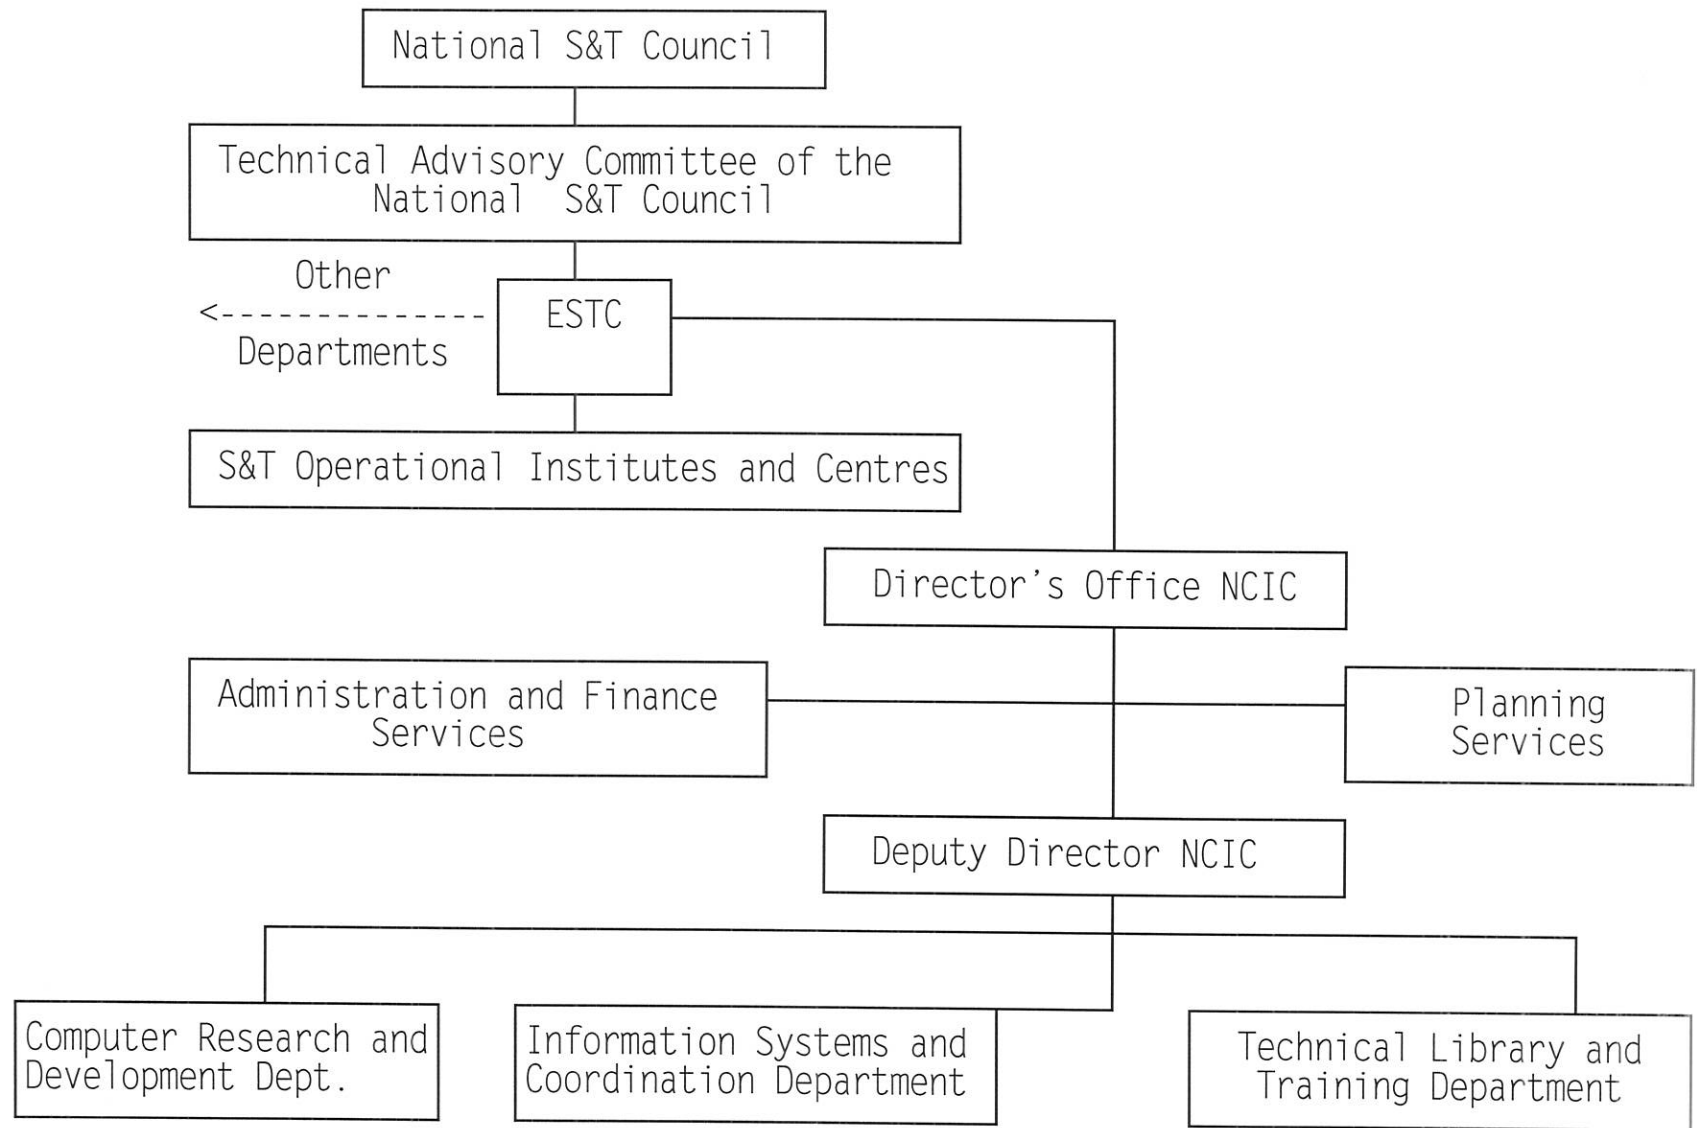 National S&T Council
Technical Advisory Committee of the
National S&T Council
Other
<--------------
Departments
ESTC
S&T Operational Institutes and Centres
Director's Office NCIC
Administration and Finance
Services
Planning
Services
Deputy Director NCIC
Computer Research and
Development Dept.
Information Systems and
Coordination Department
Technical Library and
Training Department